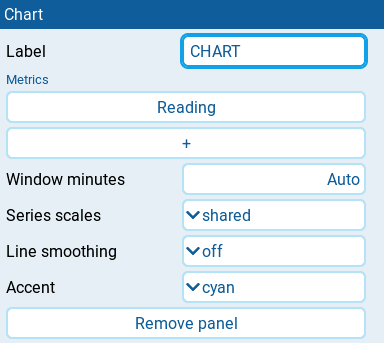 Chart
Label CHART
Metrics
Reading
+
Window minutes Auto
Series scales shared
Line smoothing off
Accent cyan
Remove panel